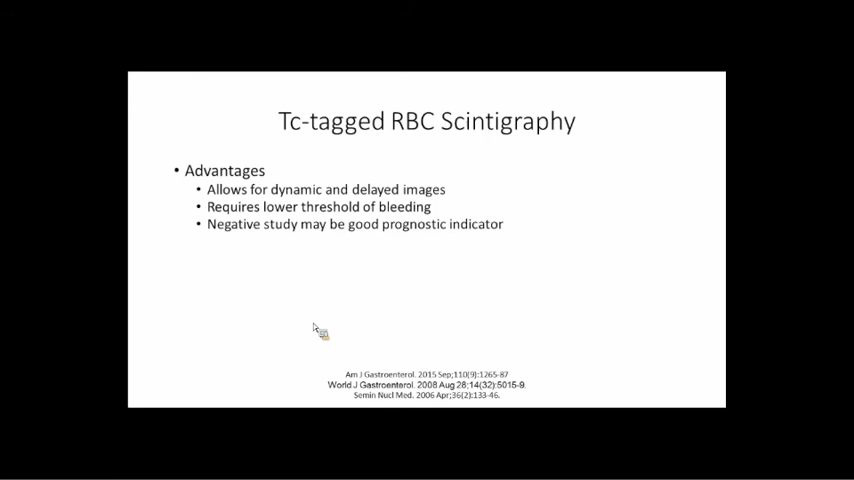 Tc-tagged RBC Scintigraphy
• Advantages
• Allows for dynamic and delayed images
• Requires lower threshold of bleeding
• Negative study may be good prognostic indicator
Am J Gastroenterol. 2015 Sep;110(9):1265-87
World J Gastroenterol. 2008 Aug 28;14(32):5015-9.
Semin Nucl Med. 2006 Apr;36(2):133-46.